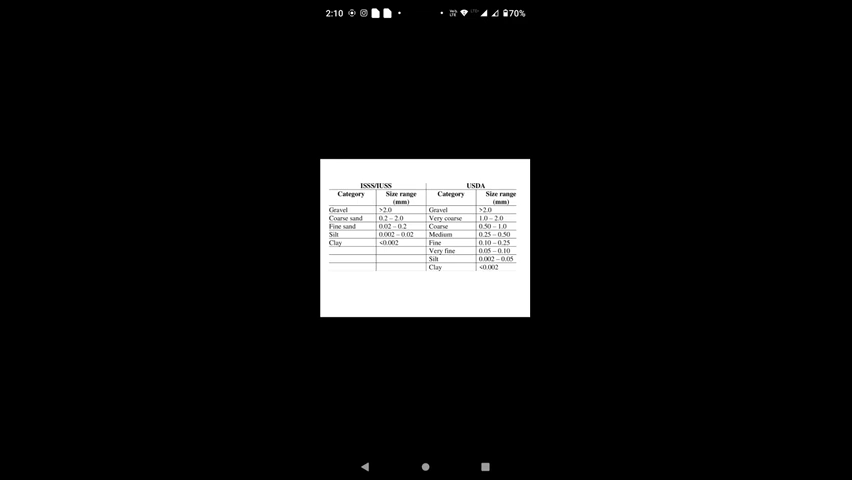 2:10 70%
ISSS/IUSS USDA
Category Size range (mm) Category Size range (mm)
Gravel >2.0 Gravel >2.0
Coarse sand 0.2 – 2.0 Very coarse 1.0 – 2.0
Fine sand 0.02 – 0.2 Coarse 0.50 – 1.0
Silt 0.002 – 0.02 Medium 0.25 – 0.50
Clay <0.002 Fine 0.10 – 0.25
Very fine 0.05 – 0.10
Silt 0.002 – 0.05
Clay <0.002